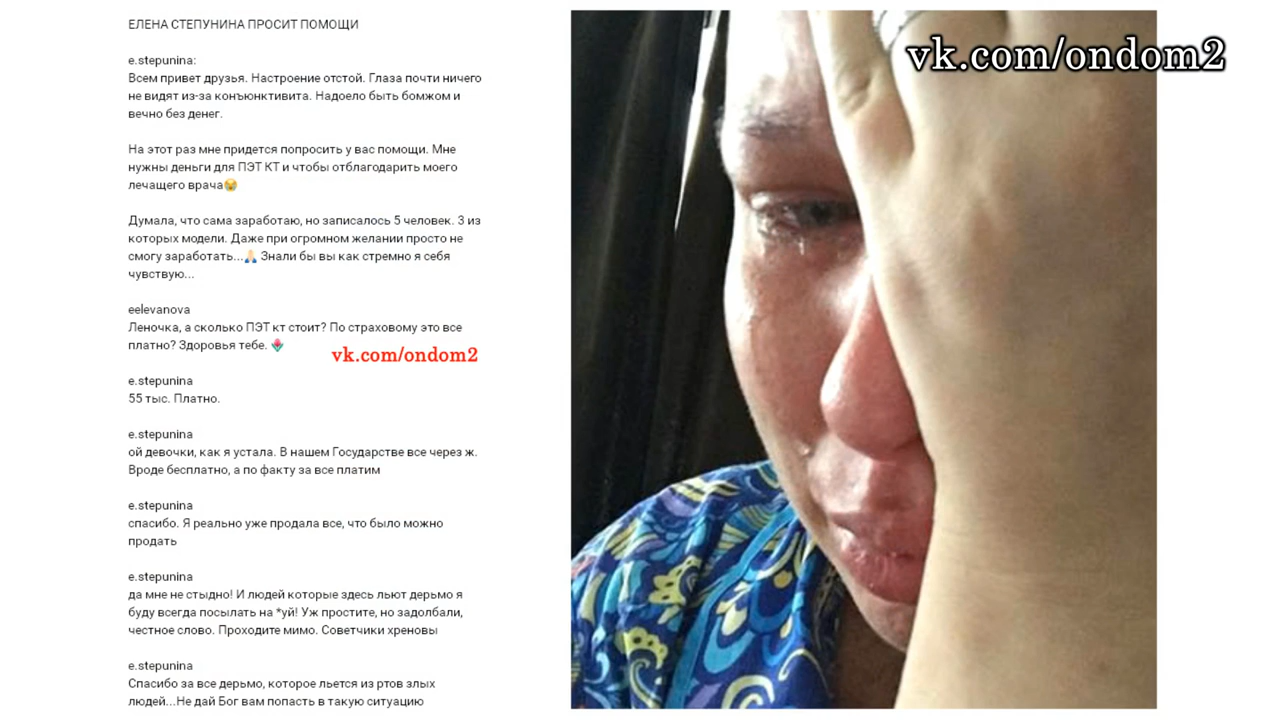 ЕЛЕНА СТЕПУНИНА ПРОСИТ ПОМОЩИ
e.stepunina:
Всем привет друзья. Настроение отстой. Глаза почти ничего
не видят из-за конъюнктивита. Надоело быть бомжом и
вечно без денег.
На этот раз мне придется попросить у вас помощи. Мне
нужны деньги для ПЭТ КТ и чтобы отблагодарить моего
лечащего врача😭
Думала, что сама заработаю, но записалось 5 человек. 3 из
которых модели. Даже при огромном желании просто не
смогу заработать...🙏🏻 Знали бы вы как стремно я себя
чувствую...
eelevanova
Леночка, а сколько ПЭТ кт стоит? По страховому это все
платно? Здоровья тебе. 🌷
vk.com/ondom2
e.stepunina
55 тыс. Платно.
e.stepunina
ой девочки, как я устала. В нашем Государстве все через ж.
Вроде бесплатно, а по факту за все платим
e.stepunina
спасибо. Я реально уже продала все, что было можно
продать
e.stepunina
да мне не стыдно! И людей которые здесь льют дерьмо я
буду всегда посылать на *уй! Уж простите, но задолбали,
честное слово. Проходите мимо. Советчики хреновы
e.stepunina
Спасибо за все дерьмо, которое льется из ртов злых
людей...Не дай Бог вам попасть в такую ситуацию
vk.com/ondom2